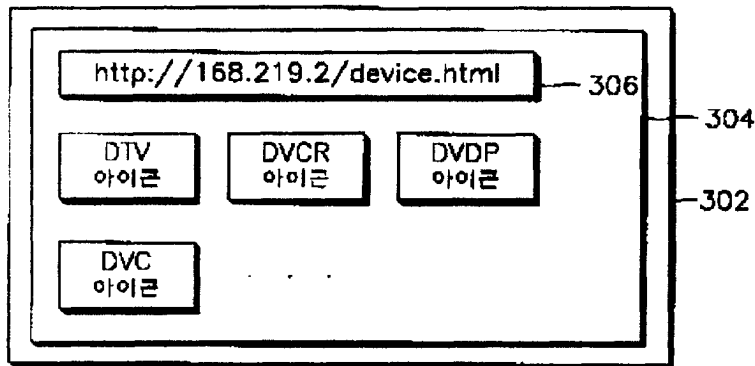 http://168.219.2/device.html
306
304
DTV
아이콘
DVCR
아이콘
DVDP
아이콘
302
DVC
아이콘
. . .